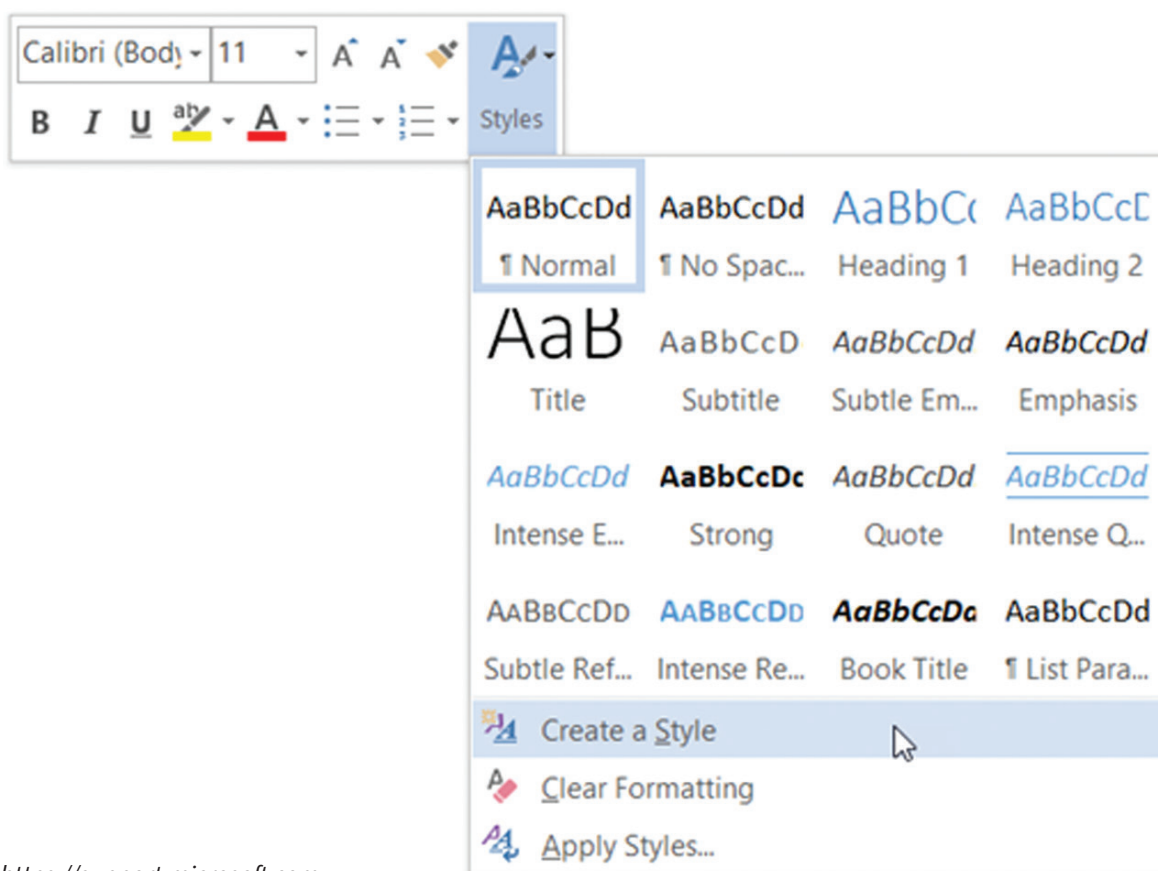 Calibri (Body 11 A A Styles
B I U ab A
AaBbCcDd AaBbCcDd AaBbC AaBbCcD
¶ Normal ¶ No Spac... Heading 1 Heading 2
AaB AaBbCcD AaBbCcDd AaBbCcDd
Title Subtitle Subtle Em... Emphasis
AaBbCcDd AaBbCcDc AaBbCcDd AaBbCcDd
Intense E... Strong Quote Intense Q...
AABBCCDD AABBCCDD AaBbCcDd AaBbCcDd
Subtle Ref... Intense Re... Book Title ¶ List Para...
Create a Style
Clear Formatting
Apply Styles...